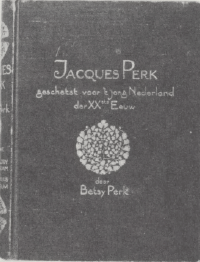 JACQUES PERK
geschetst voor 't jong Nederland
der XXste Eeuw
door
Betsy Perk